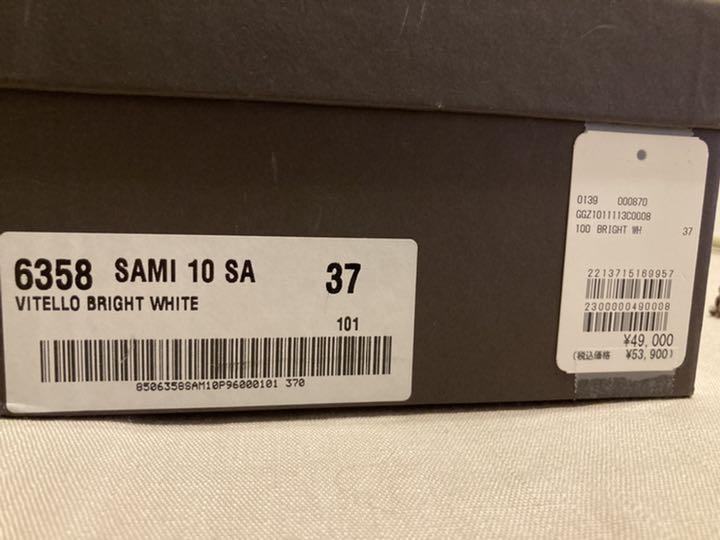 6358 SAMI 10 SA 37
VITELLO BRIGHT WHITE
101
8506358SAM10P96000101 370
0139 000870
GGZ1011113C0008
100 BRIGHT WH 37
2213715169957
2300000490008
¥49,000
(税込価格 ¥53,900)